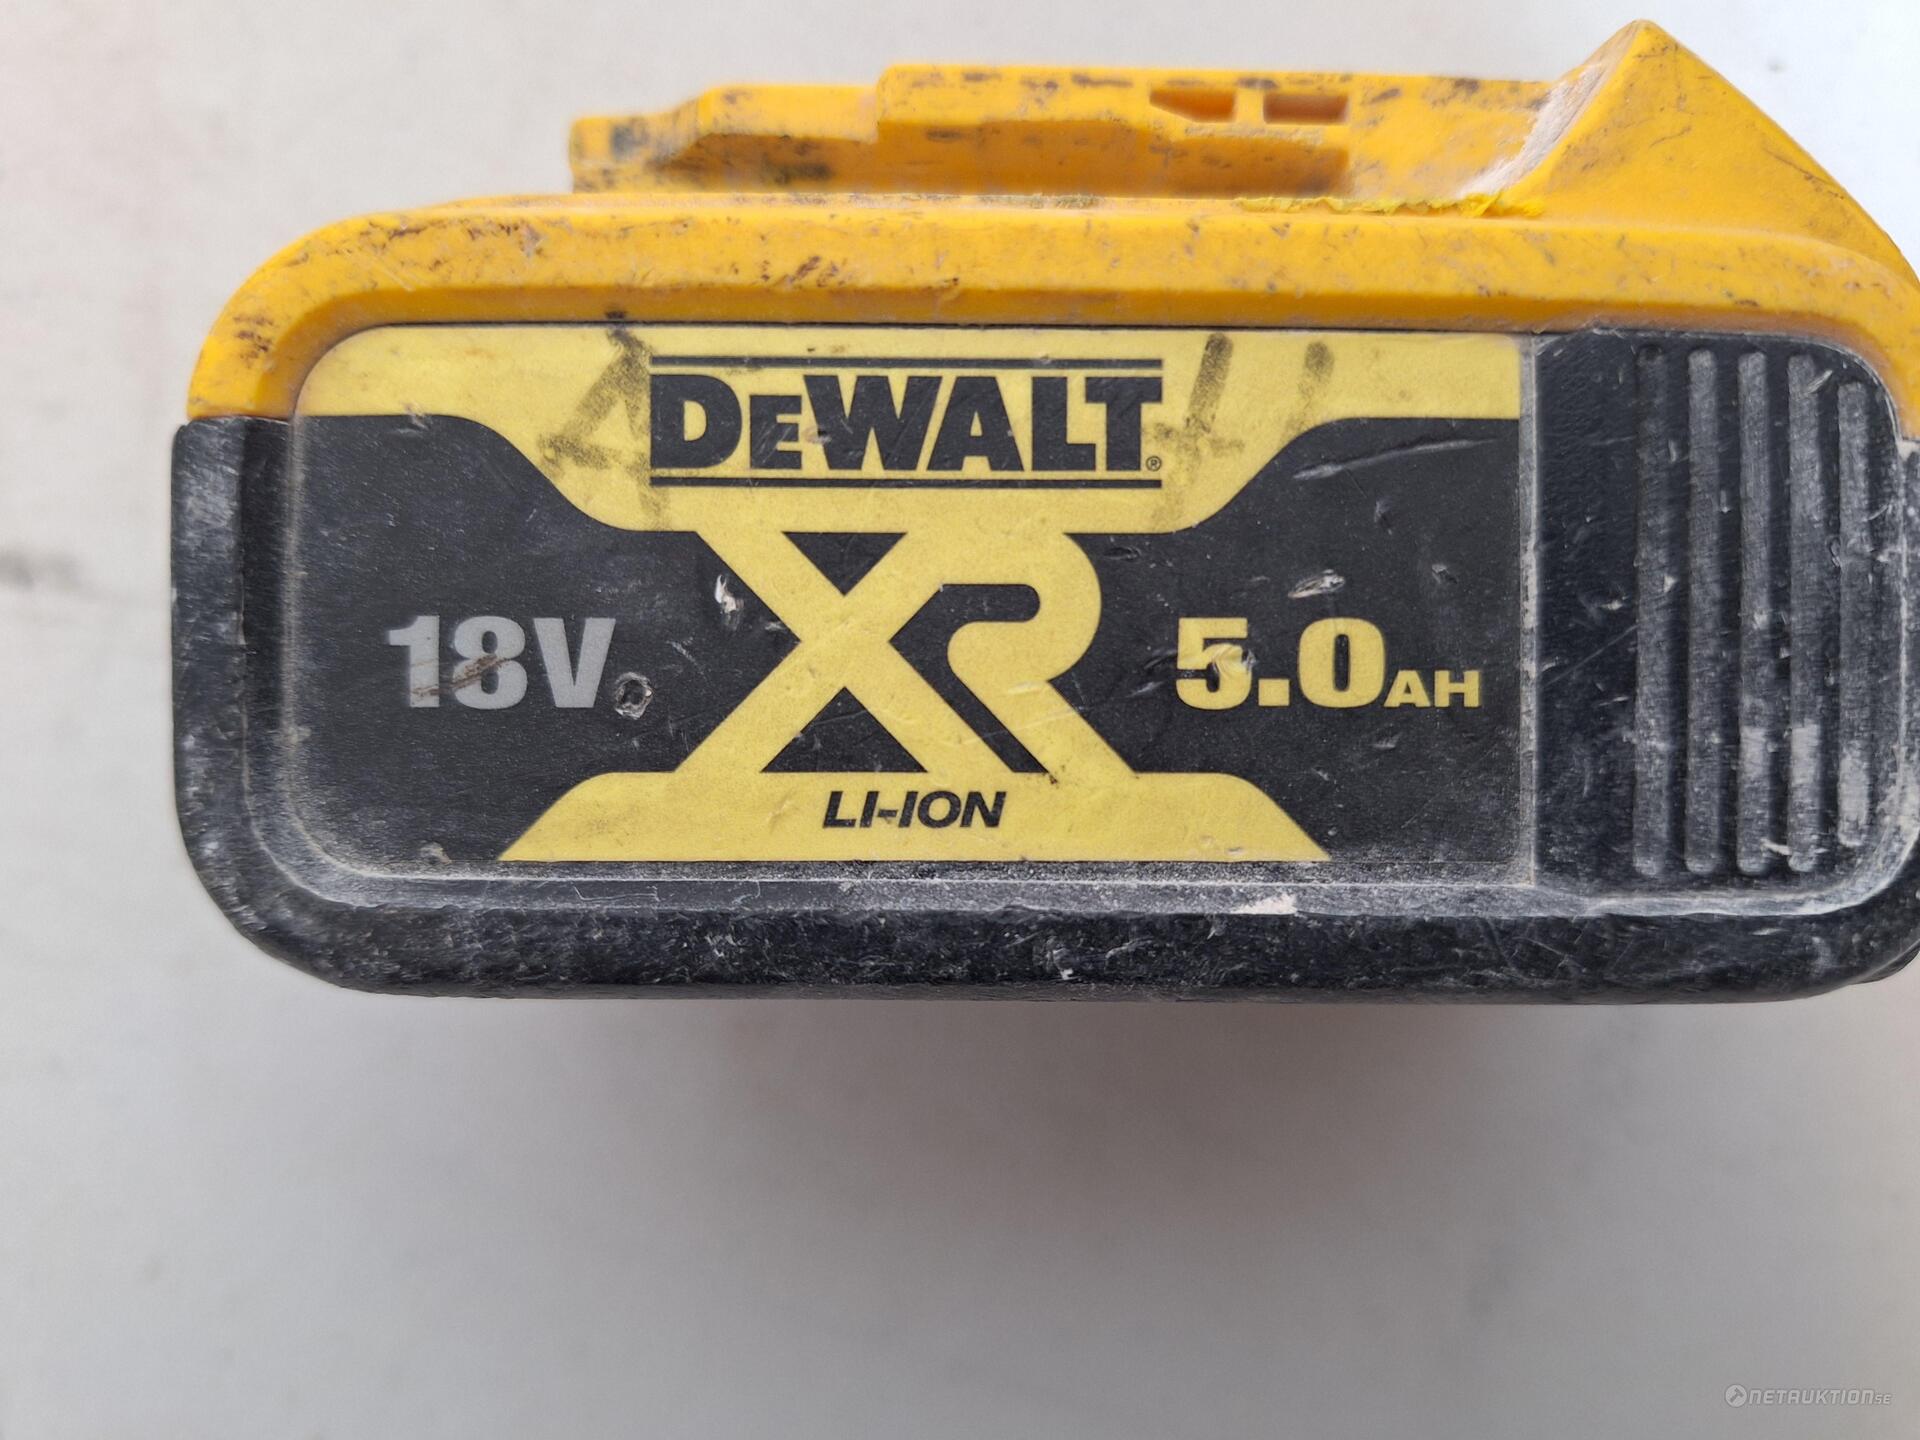 DEWALT®
XR
18V
5.0AH
LI-ION
NETAUKTION.SE